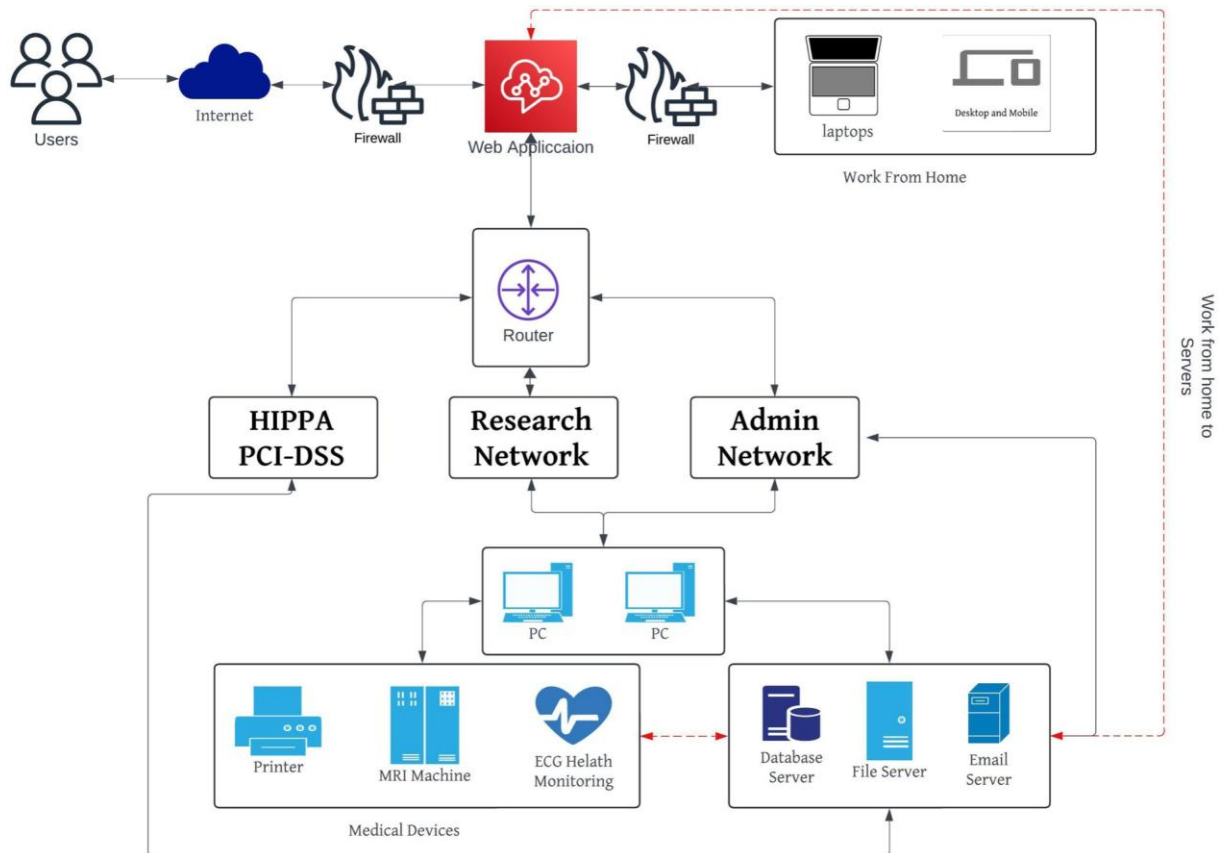 Users
Internet
Firewall
Web Appliccaion
Firewall
laptops
Desktop and Mobile
Work From Home
Work from home to
Servers
Router
HIPPA
PCI-DSS
Research
Network
Admin
Network
PC
PC
Printer
MRI Machine
ECG Helath
Monitoring
Medical Devices
Database
Server
File Server
Email
Server